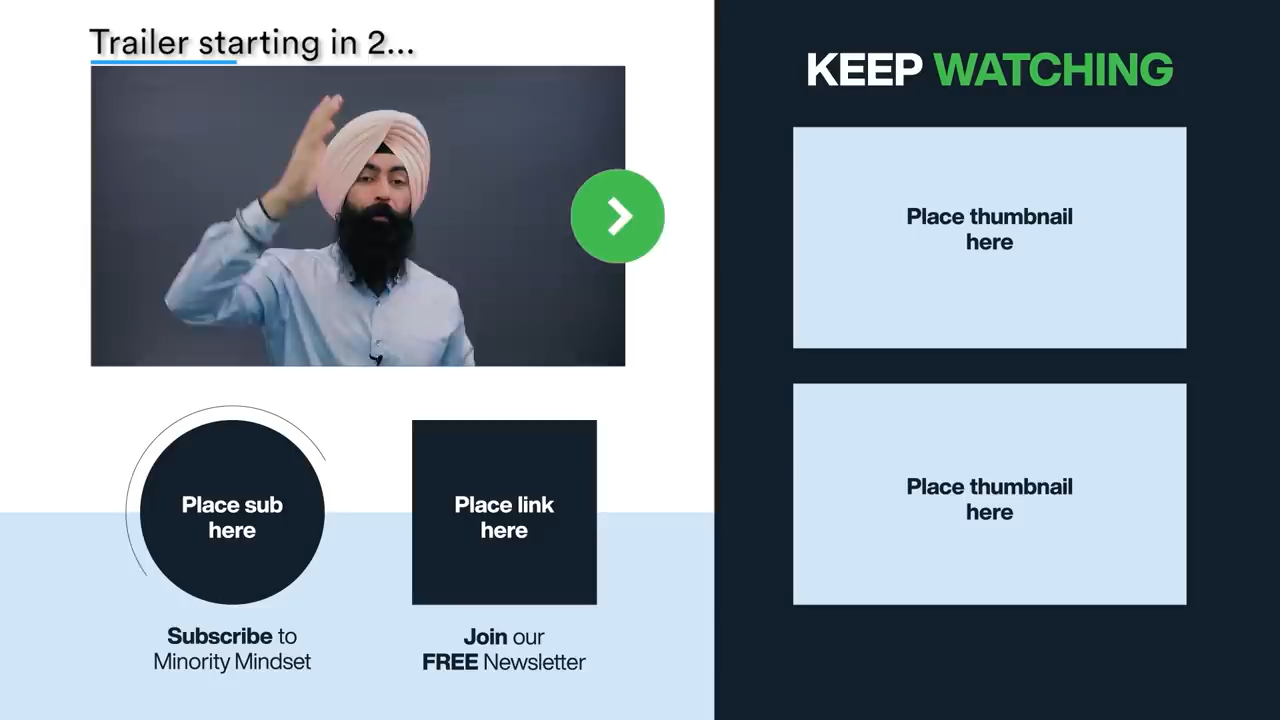 Trailer starting in 2...
KEEP WATCHING
Place thumbnail
here
Place thumbnail
here
Place sub
here
Place link
here
Subscribe to
Minority Mindset
Join our
FREE Newsletter